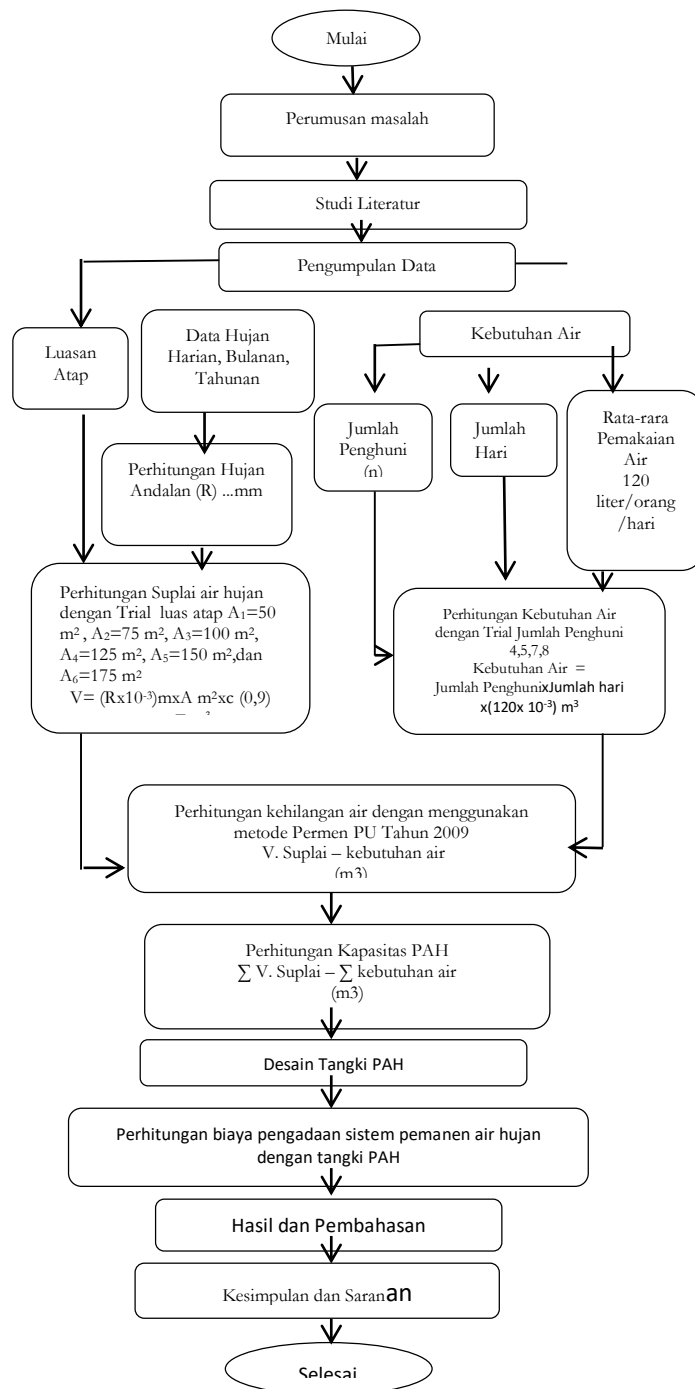 Mulai
Perumusan masalah
Studi Literatur
Pengumpulan Data
Luasan
Atap
Data Hujan
Harian, Bulanan,
Tahunan
Kebutuhan Air
Perhitungan Hujan
Andalan (R) ...mm
Jumlah
Penghuni
(n)
Jumlah
Hari
Rata-rara
Pemakaian
Air
120
liter/orang
/hari
Perhitungan Suplai air hujan
dengan Trial luas atap A₁=50
m² , A₂=75 m², A₃=100 m²,
A₄=125 m², A₅=150 m²,dan
A₆=175 m²
V= (Rx10⁻³)mxA m²xc (0,9)
Perhitungan Kebutuhan Air
dengan Trial Jumlah Penghuni
4,5,7,8
Kebutuhan Air =
Jumlah PenghunixJumlah hari
x(120x 10⁻³) m³
Perhitungan kehilangan air dengan menggunakan
metode Permen PU Tahun 2009
V. Suplai – kebutuhan air
(m3)
Perhitungan Kapasitas PAH
∑ V. Suplai – ∑ kebutuhan air
(m3)
Desain Tangki PAH
Perhitungan biaya pengadaan sistem pemanen air hujan
dengan tangki PAH
Hasil dan Pembahasan
Kesimpulan dan Saranan
Selesai